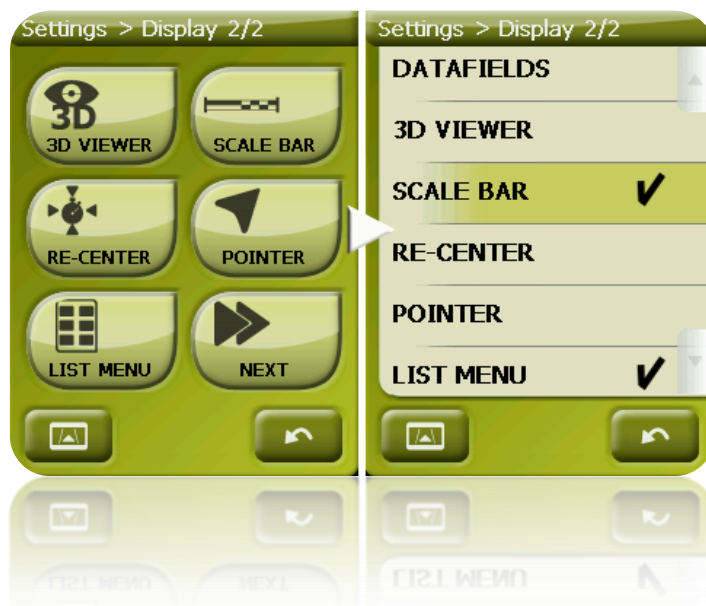 Settings > Display 2/2
3D
3D VIEWER
SCALE BAR
RE-CENTER
POINTER
LIST MENU
NEXT
Settings > Display 2/2
DATAFIELDS
3D VIEWER
SCALE BAR
RE-CENTER
POINTER
LIST MENU